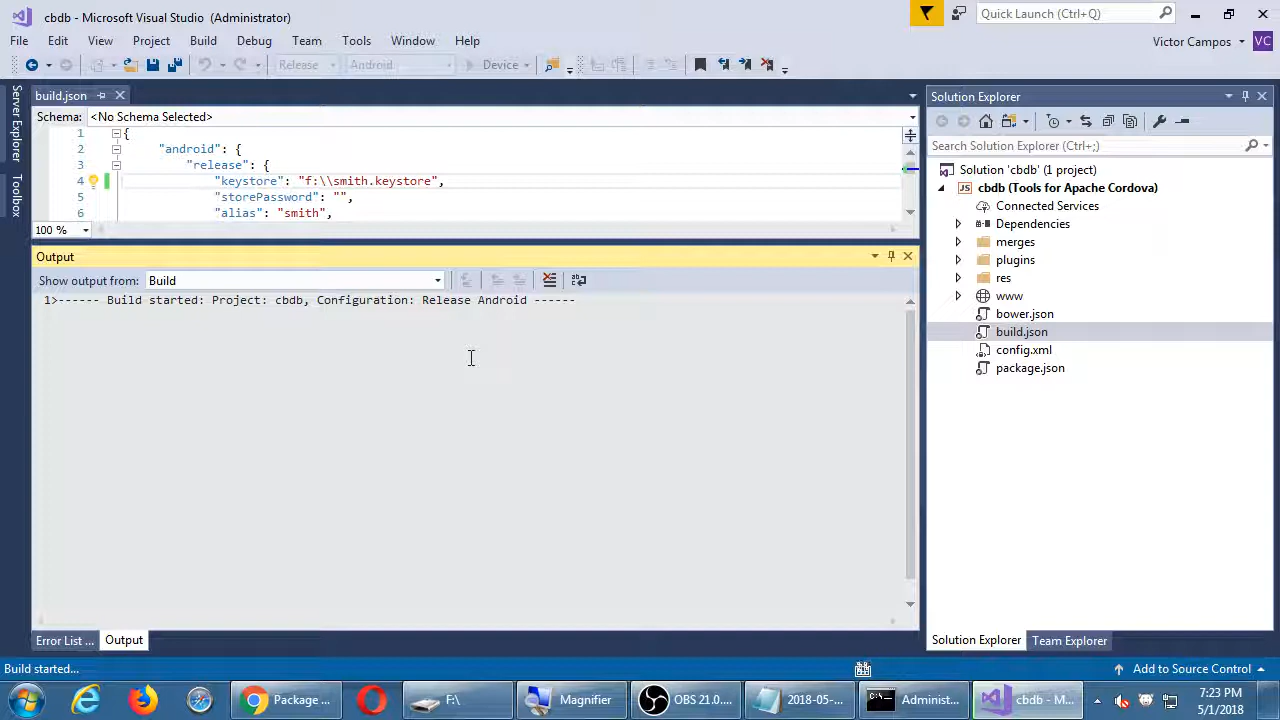 cbdb - Microsoft Visual Studio (Administrator)
Quick Launch (Ctrl+Q)
File Edit View Project Build Debug Team Tools Window Help
Victor Campos VC
Release Android Device
Server Explorer
Toolbox
build.json
Schema: <No Schema Selected>
1 {
2 "android": {
3 "release": {
4 "keystore": "f:\\smith.keystore",
5 "storePassword": "",
6 "alias": "smith",
100 %
Output
Show output from: Build
1>------ Build started: Project: cbdb, Configuration: Release Android ------
Error List ... Output
Solution Explorer
Search Solution Explorer (Ctrl+;)
Solution 'cbdb' (1 project)
JS cbdb (Tools for Apache Cordova)
Connected Services
Dependencies
merges
plugins
res
www
bower.json
build.json
config.xml
package.json
Solution Explorer Team Explorer
Build started...
Add to Source Control
Package ...
F:\
Magnifier
OBS 21.0....
2018-05-...
Administ...
cbdb - M...
7:23 PM
5/1/2018